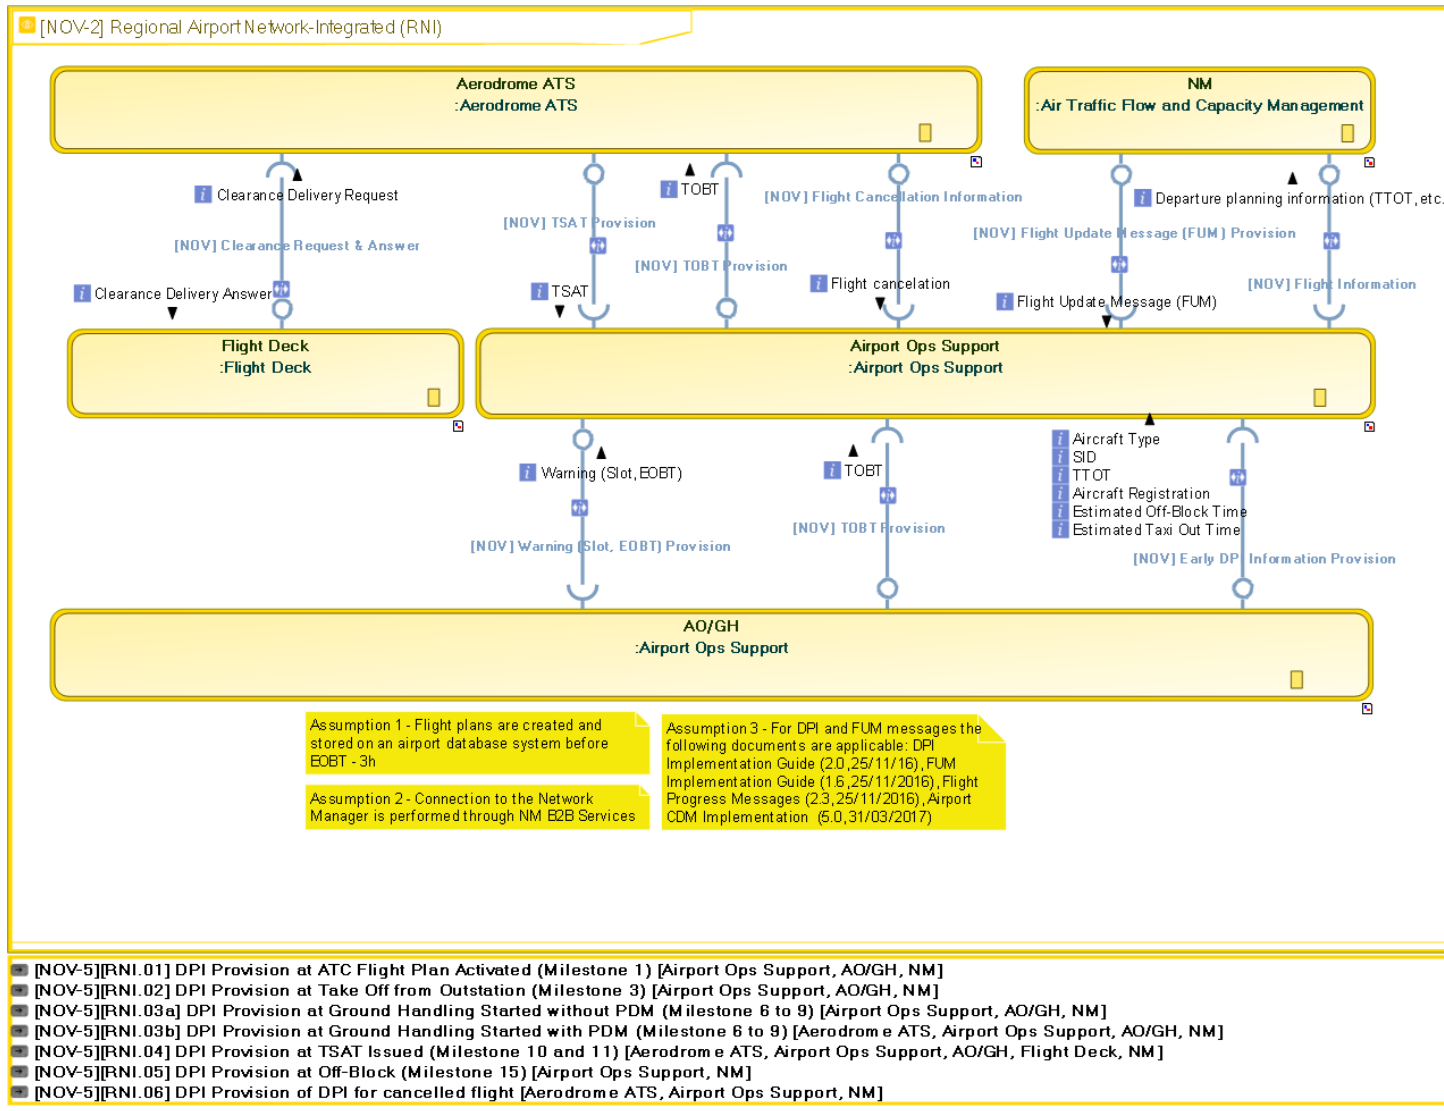 [NOV-2] Regional Airport Network-Integrated (RNI)
Aerodrome ATS
:Aerodrome ATS
NM
:Air Traffic Flow and Capacity Management
Clearance Delivery Request
TOBT
[NOV] Flight Cancellation Information
Departure planning information (TTOT, etc.
[NOV] TSAT Provision
[NOV] Clearance Request & Answer
[NOV] Flight Update Message (FUM) Provision
[NOV] TOBT Provision
Clearance Delivery Answer
TSAT
Flight cancelation
[NOV] Flight Information
Flight Update Message (FUM)
Flight Deck
:Flight Deck
Airport Ops Support
:Airport Ops Support
Warning (Slot, EOBT)
TOBT
Aircraft Type
SID
TTOT
Aircraft Registration
Estimated Off-Block Time
Estimated Taxi Out Time
[NOV] Warning (Slot, EOBT) Provision
[NOV] TOBT Provision
[NOV] Early DPI Information Provision
AO/GH
:Airport Ops Support
Assumption 1 - Flight plans are created and
stored on an airport database system before
EOBT - 3h
Assumption 2 - Connection to the Network
Manager is performed through NM B2B Services
Assumption 3 - For DPI and FUM messages the
following documents are applicable: DPI
Implementation Guide (2.0,25/11/16), FUM
Implementation Guide (1.6,25/11/2016), Flight
Progress Messages (2.3,25/11/2016), Airport
CDM Implementation (5.0,31/03/2017)
[NOV-5][RNI.01] DPI Provision at ATC Flight Plan Activated (Milestone 1) [Airport Ops Support, AO/GH, NM]
[NOV-5][RNI.02] DPI Provision at Take Off from Outstation (Milestone 3) [Airport Ops Support, AO/GH, NM]
[NOV-5][RNI.03a] DPI Provision at Ground Handling Started without PDM (Milestone 6 to 9) [Airport Ops Support, AO/GH, NM]
[NOV-5][RNI.03b] DPI Provision at Ground Handling Started with PDM (Milestone 6 to 9) [Aerodrome ATS, Airport Ops Support, AO/GH, NM]
[NOV-5][RNI.04] DPI Provision at TSAT Issued (Milestone 10 and 11) [Aerodrome ATS, Airport Ops Support, AO/GH, Flight Deck, NM]
[NOV-5][RNI.05] DPI Provision at Off-Block (Milestone 15) [Airport Ops Support, NM]
[NOV-5][RNI.06] DPI Provision of DPI for cancelled flight [Aerodrome ATS, Airport Ops Support, NM]